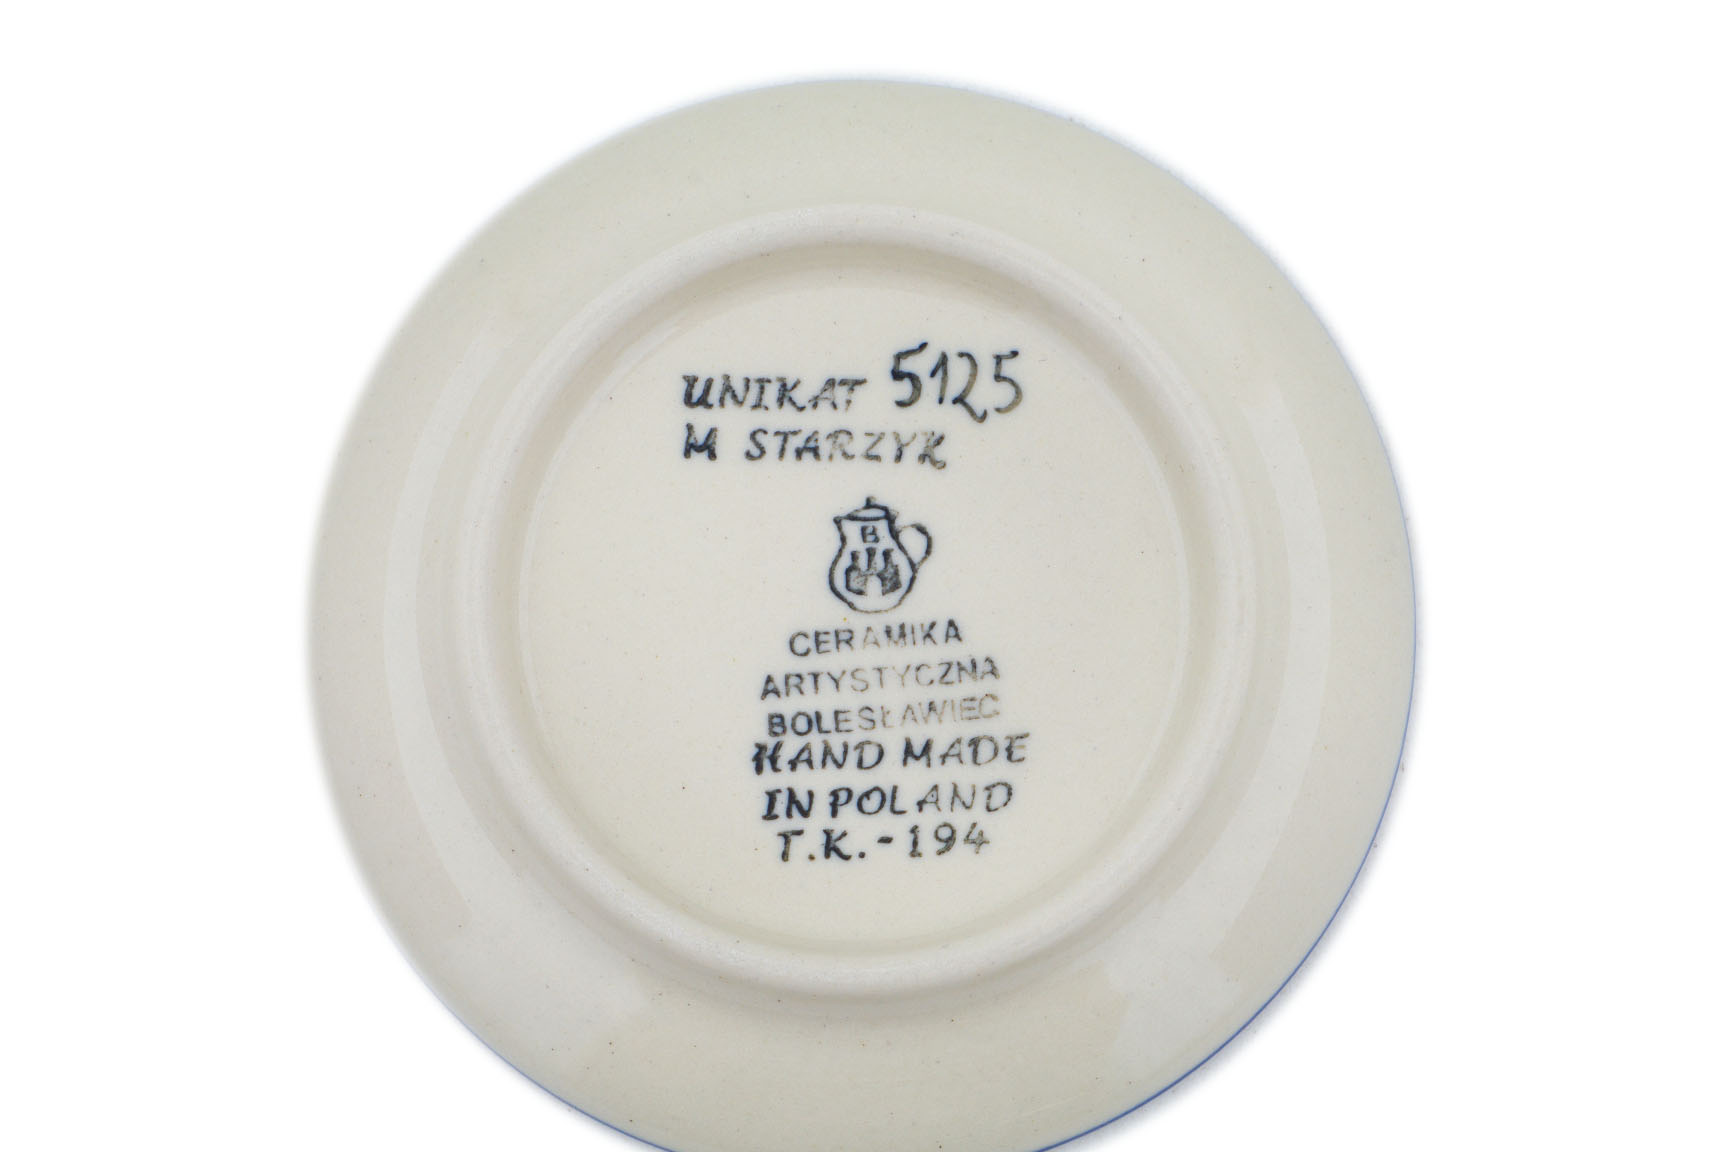 UNIKAT 5125
M STARZYK
B
CERAMIKA
ARTYSTYCZNA
BOLESŁAWIEC
HAND MADE
IN POLAND
T.K.-194